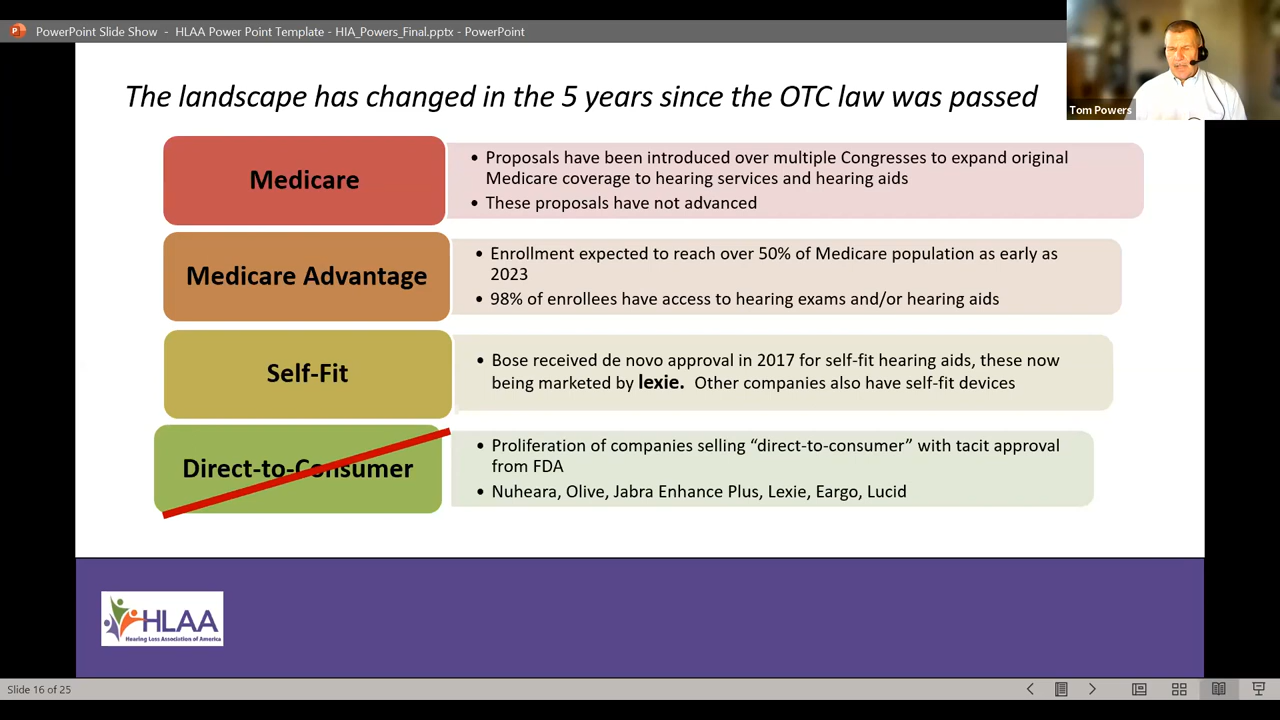 PowerPoint Slide Show - HLAA Power Point Template - HIA_Powers_Final.pptx - PowerPoint
Tom Powers
The landscape has changed in the 5 years since the OTC law was passed
Medicare
• Proposals have been introduced over multiple Congresses to expand original
Medicare coverage to hearing services and hearing aids
• These proposals have not advanced
Medicare Advantage
• Enrollment expected to reach over 50% of Medicare population as early as
2023
• 98% of enrollees have access to hearing exams and/or hearing aids
Self-Fit
• Bose received de novo approval in 2017 for self-fit hearing aids, these now
being marketed by lexie. Other companies also have self-fit devices
Direct-to-Consumer
• Proliferation of companies selling “direct-to-consumer” with tacit approval
from FDA
• Nuheara, Olive, Jabra Enhance Plus, Lexie, Eargo, Lucid
HLAA
Hearing Loss Association of America
Slide 16 of 25